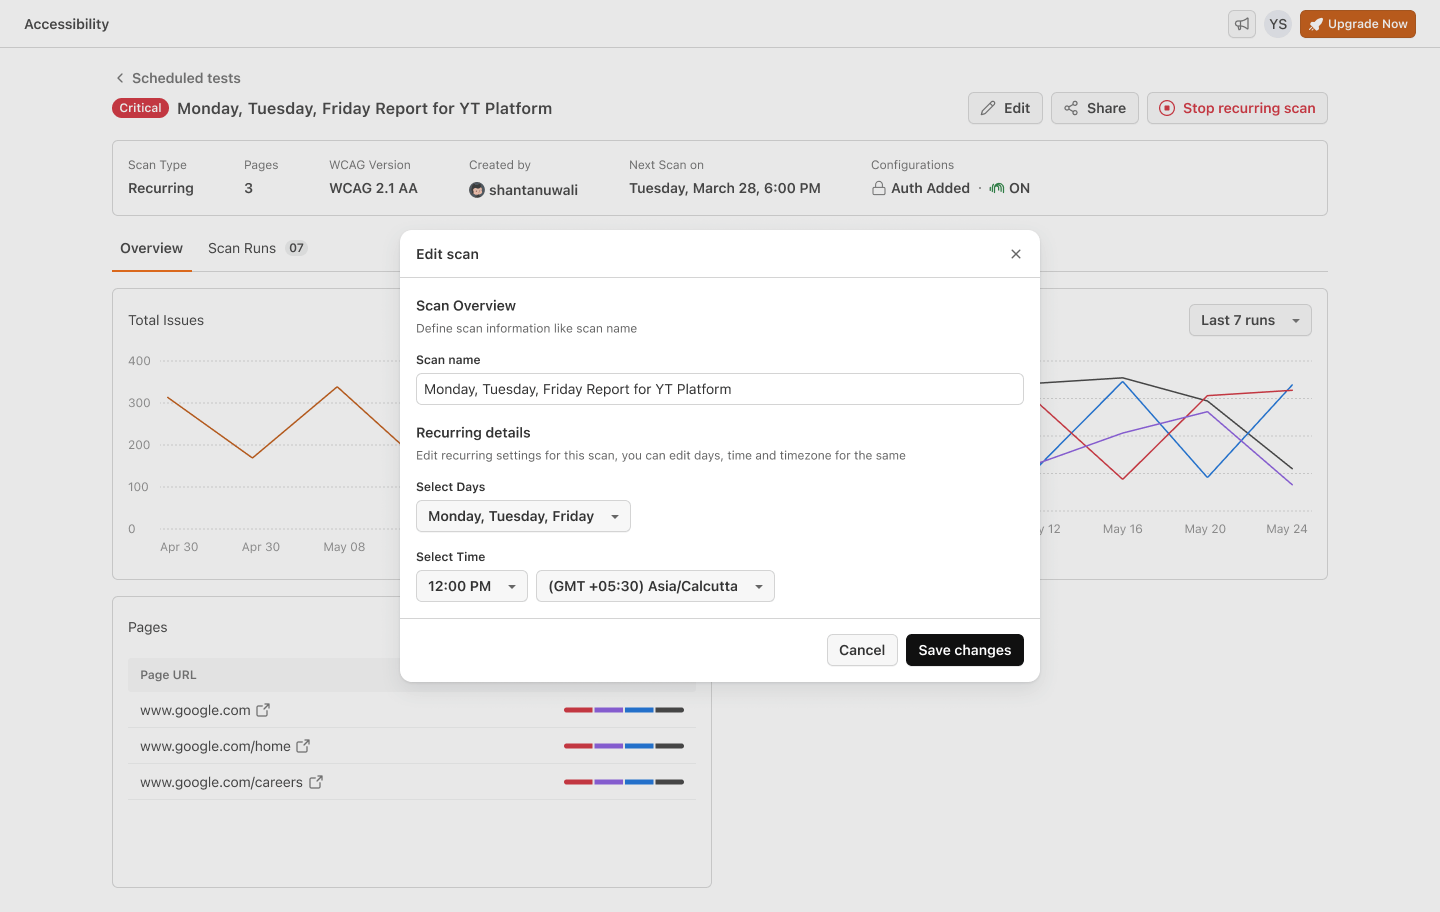 Accessibility
YS
Upgrade Now
Scheduled tests
Critical
Monday, Tuesday, Friday Report for YT Platform
Edit
Share
Stop recurring scan
Scan Type
Recurring
Pages
3
WCAG Version
WCAG 2.1 AA
Created by
shantanuwali
Next Scan on
Tuesday, March 28, 6:00 PM
Configurations
Auth Added · ON
Overview
Scan Runs 07
Edit scan
Scan Overview
Define scan information like scan name
Scan name
Monday, Tuesday, Friday Report for YT Platform
Recurring details
Edit recurring settings for this scan, you can edit days, time and timezone for the same
Select Days
Monday, Tuesday, Friday
Select Time
12:00 PM
(GMT +05:30) Asia/Calcutta
Cancel
Save changes
Total Issues
400
300
200
100
0
Apr 30
Apr 30
May 08
Last 7 runs
12
May 16
May 20
May 24
Pages
Page URL
www.google.com
www.google.com/home
www.google.com/careers